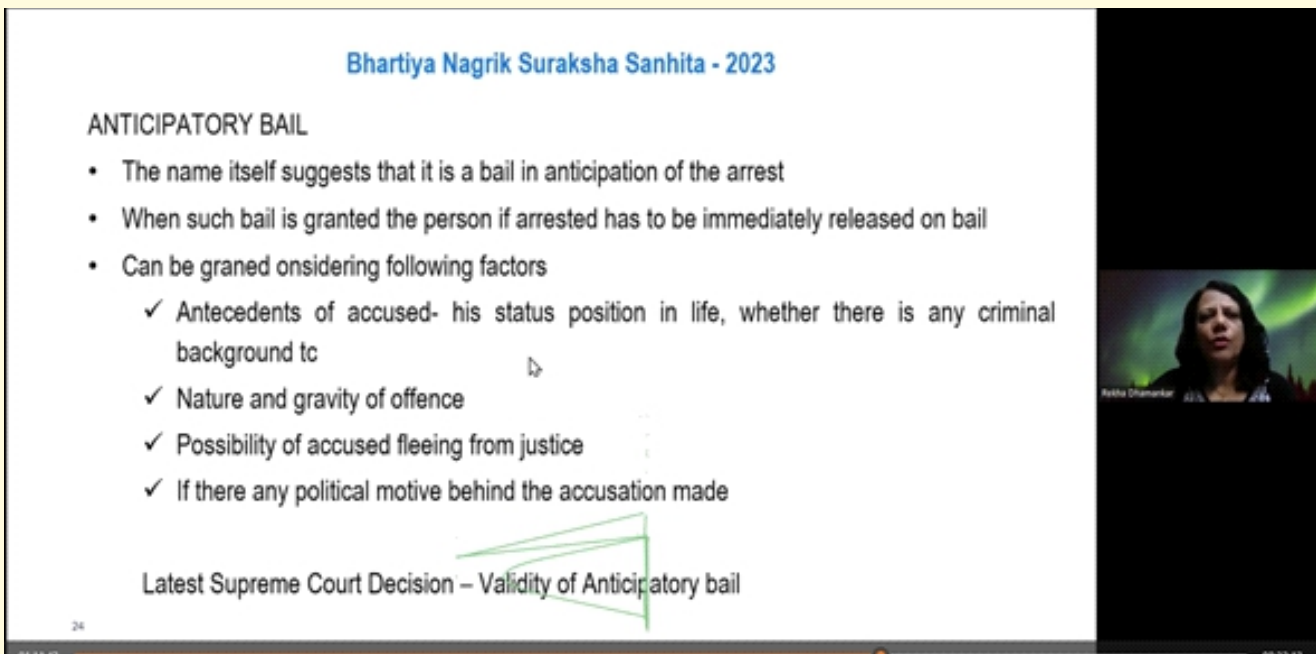 Bhartiya Nagrik Suraksha Sanhita - 2023
ANTICIPATORY BAIL
• The name itself suggests that it is a bail in anticipation of the arrest
• When such bail is granted the person if arrested has to be immediately released on bail
• Can be graned onsidering following factors
✓ Antecedents of accused- his status position in life, whether there is any criminal
background tc
✓ Nature and gravity of offence
✓ Possibility of accused fleeing from justice
✓ If there any political motive behind the accusation made
Latest Supreme Court Decision – Validity of Anticipatory bail
24
Rekha Dhamankar